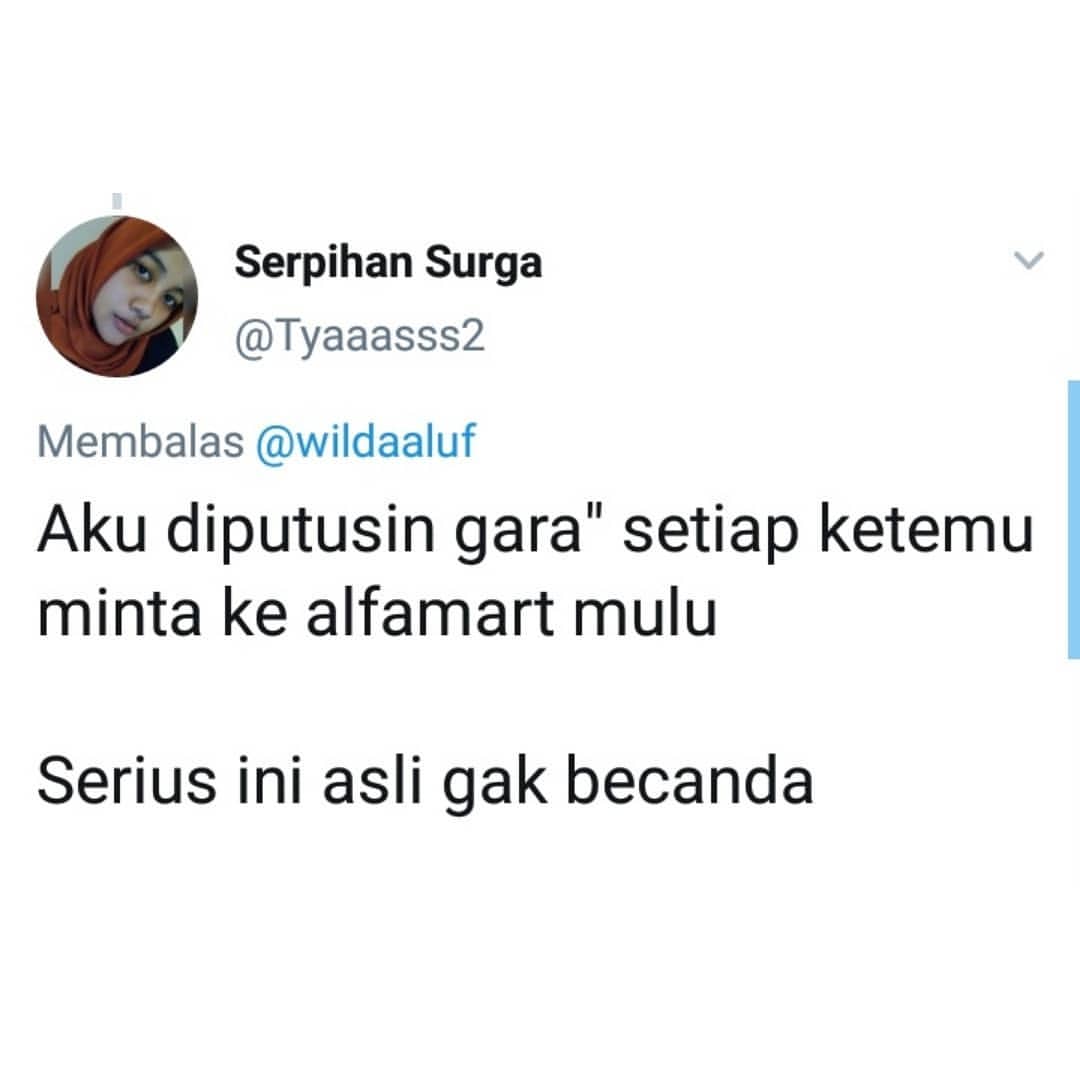 Serpihan Surga
@Tyaaasss2
Membalas @wildaaluf
Aku diputusin gara" setiap ketemu
minta ke alfamart mulu
Serius ini asli gak becanda